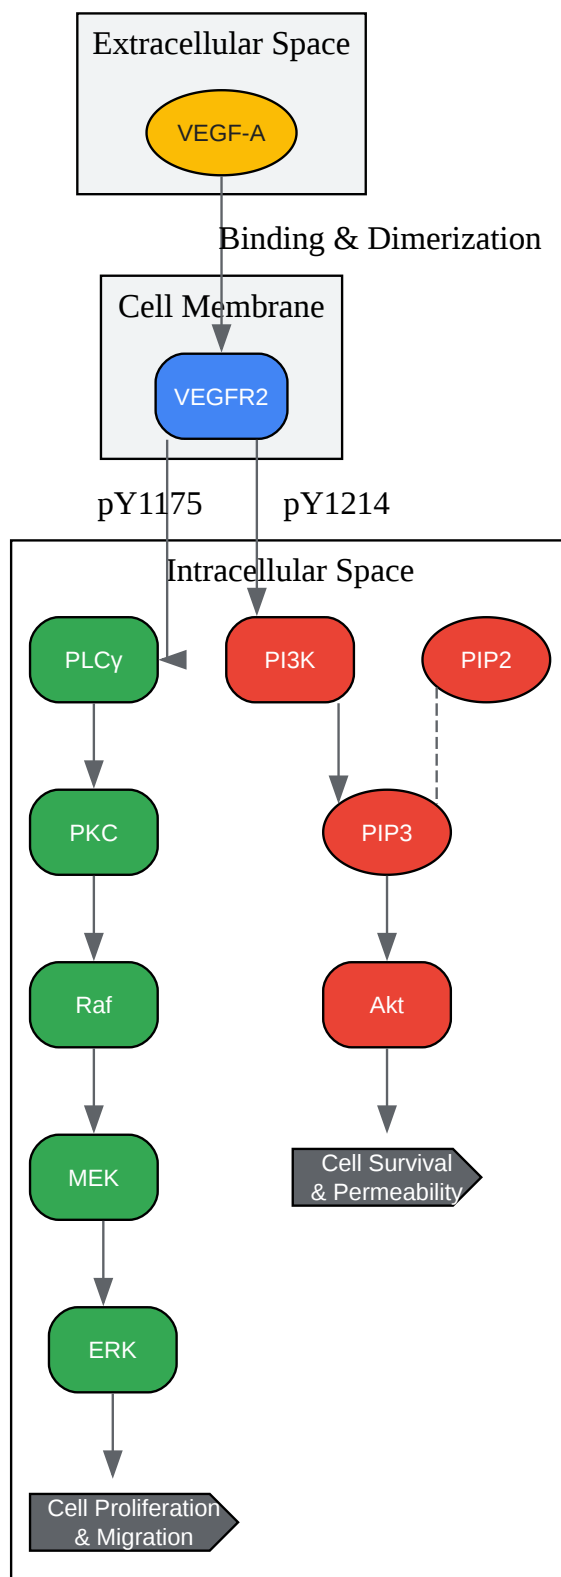 Extracellular Space
VEGF-A
Binding & Dimerization
Cell Membrane
VEGFR2
pY1175
pY1214
Intracellular Space
PLCγ
PI3K
PIP2
PKC
PIP3
Raf
Akt
MEK
Cell Survival
& Permeability
ERK
Cell Proliferation
& Migration